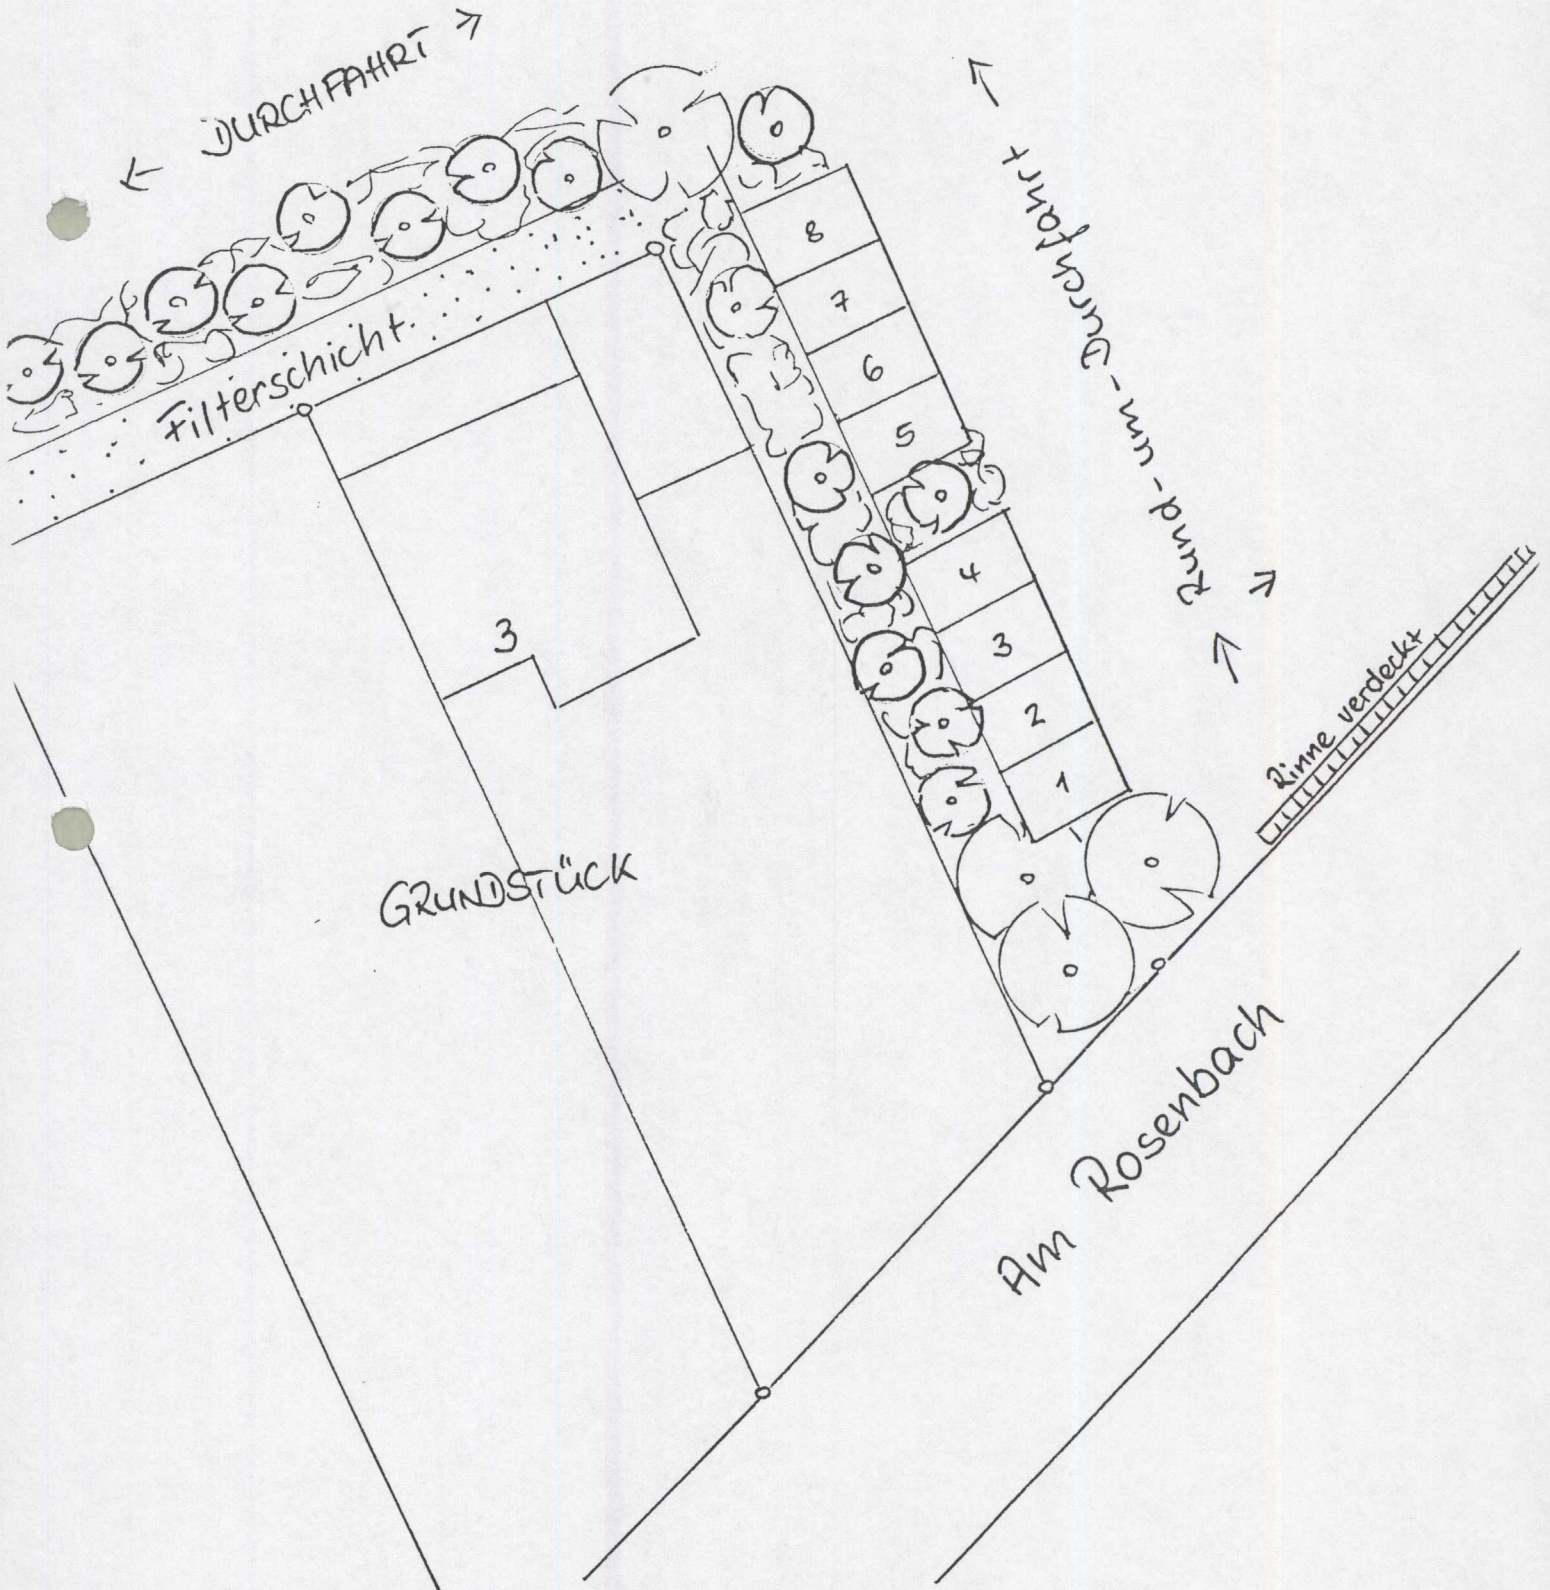 ← DURCHFAHRT →
Rund-um-Durchfahrt
Filterschicht
8
7
6
5
4
3
2
1
3
Rinne verdeckt
GRUNDSTÜCK
Am Rosenbach